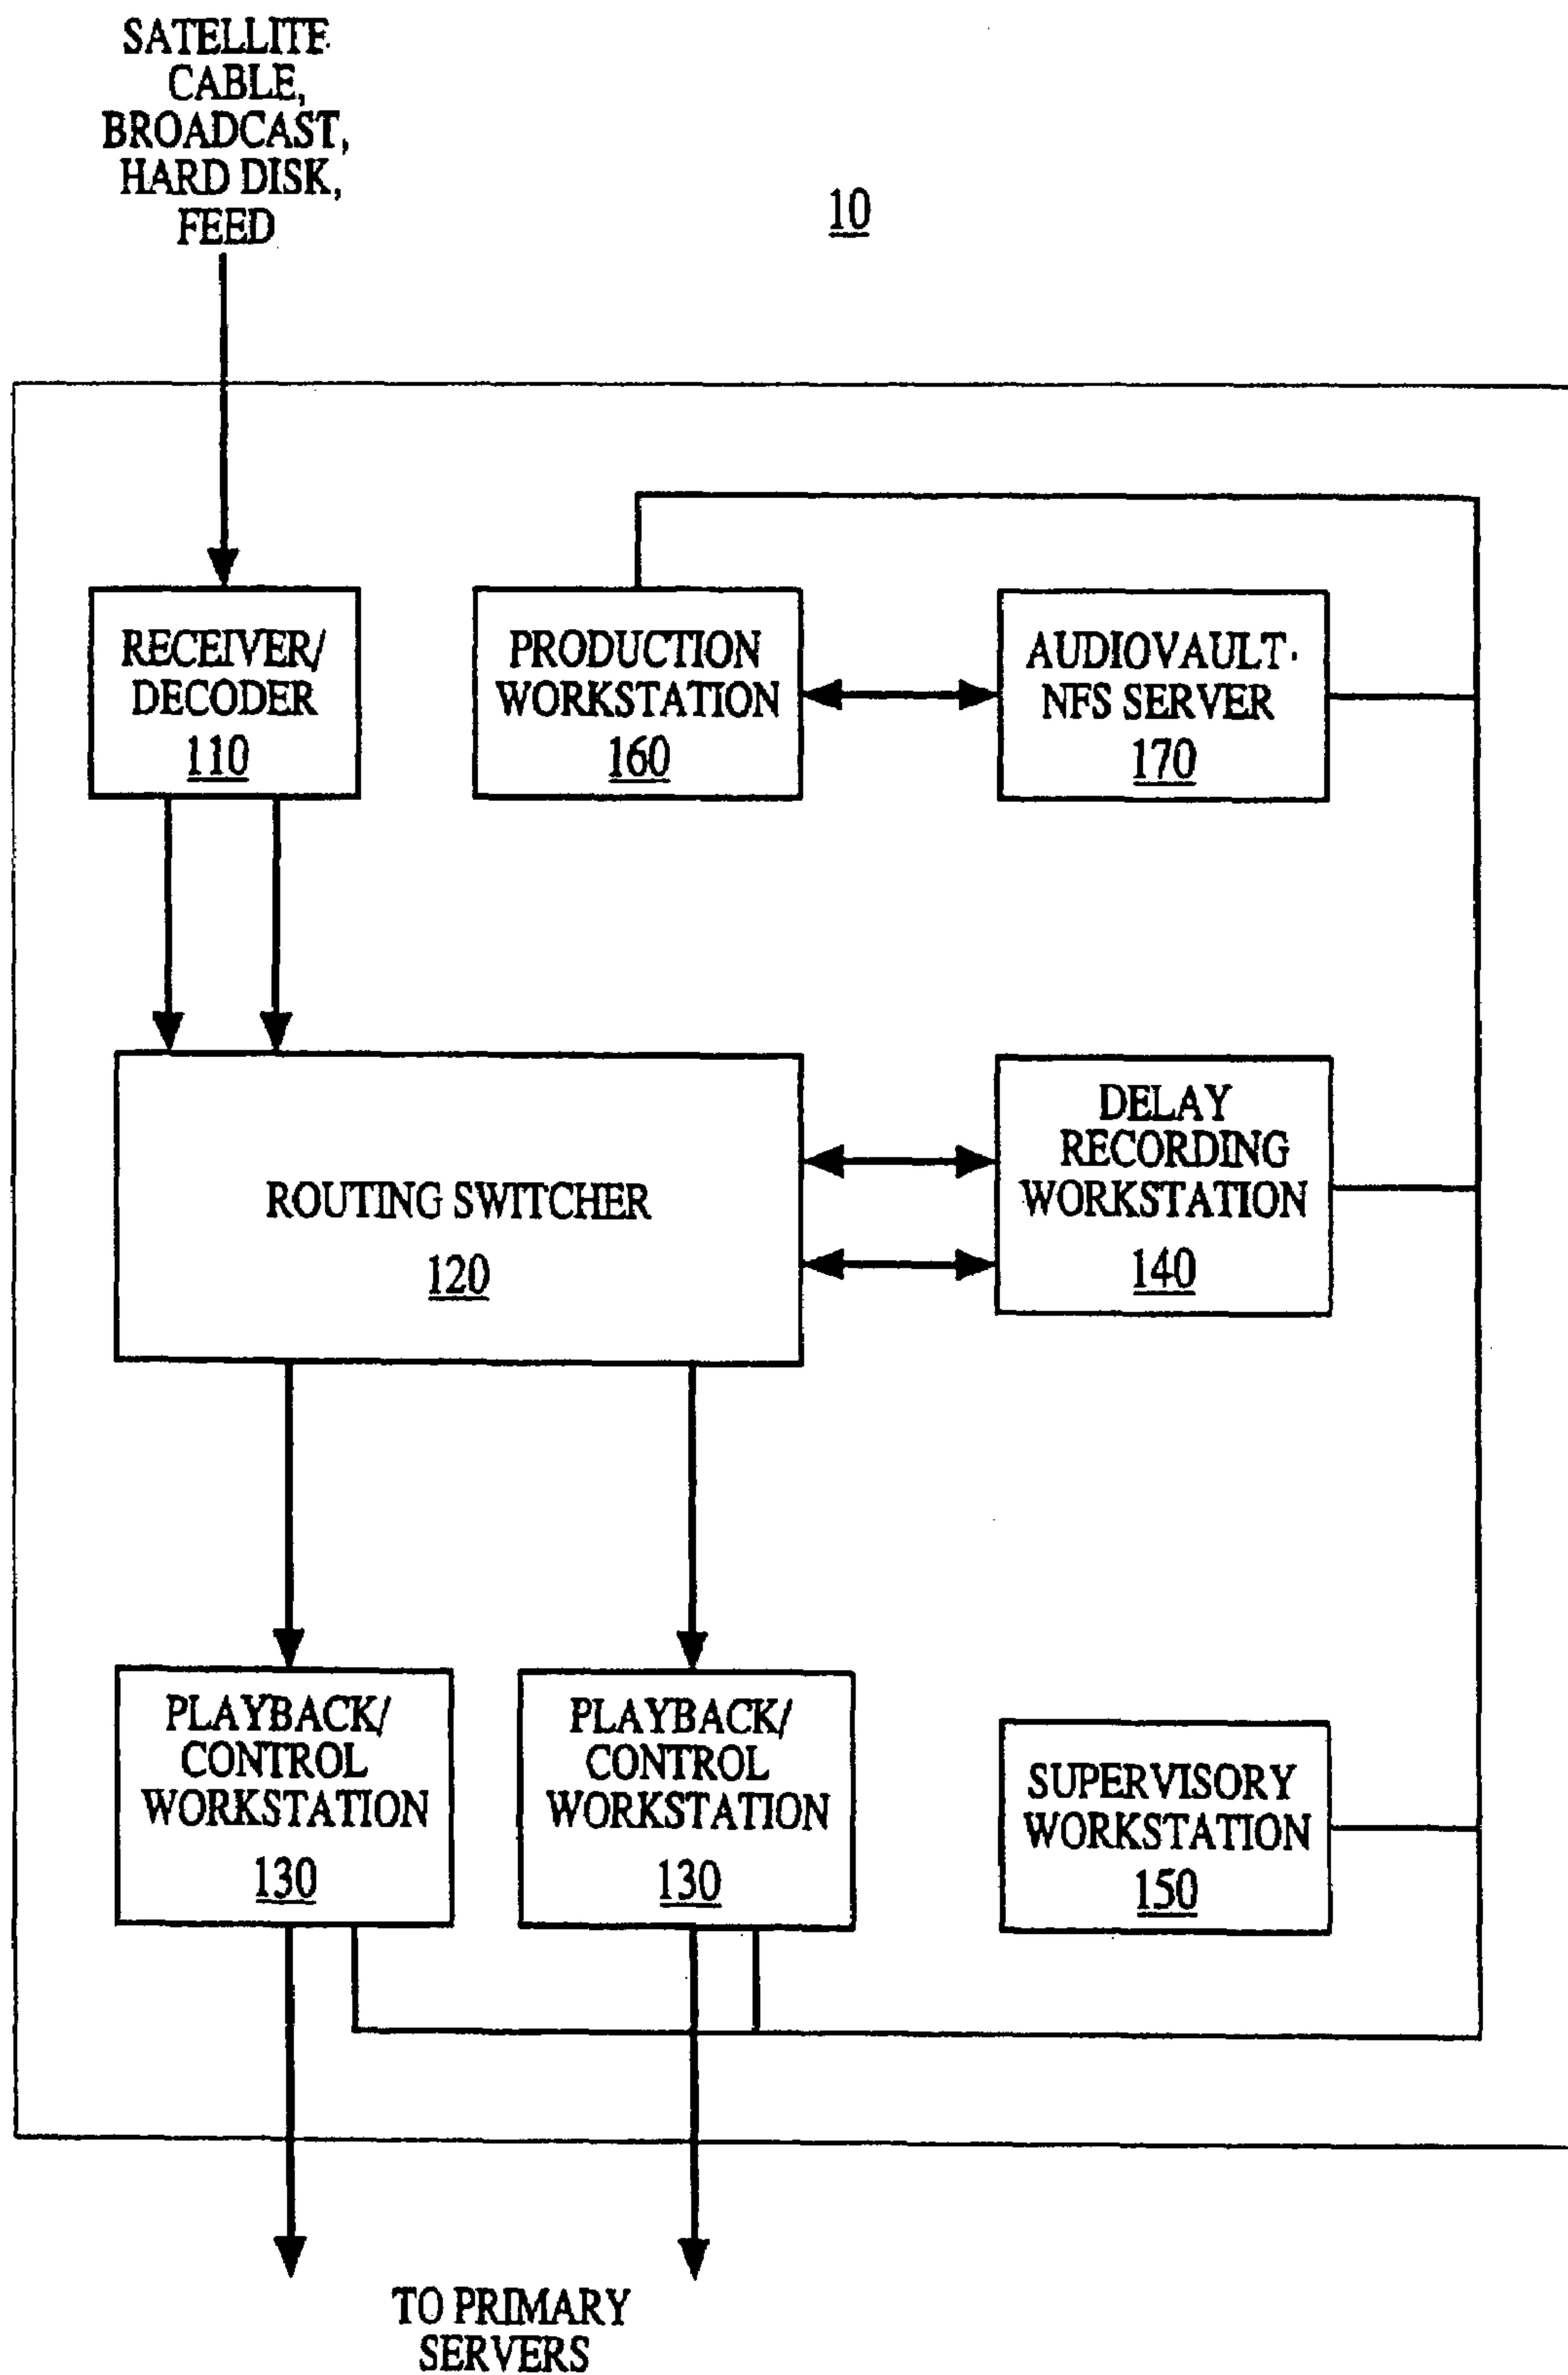 SATELLITE
CABLE,
BROADCAST,
HARD DISK,
FEED
10
RECEIVER/
DECODER
110
PRODUCTION
WORKSTATION
160
AUDIOVAULT-
NFS SERVER
170
ROUTING SWITCHER
120
DELAY
RECORDING
WORKSTATION
140
PLAYBACK/
CONTROL
WORKSTATION
130
PLAYBACK/
CONTROL
WORKSTATION
130
SUPERVISORY
WORKSTATION
150
TO PRIMARY
SERVERS